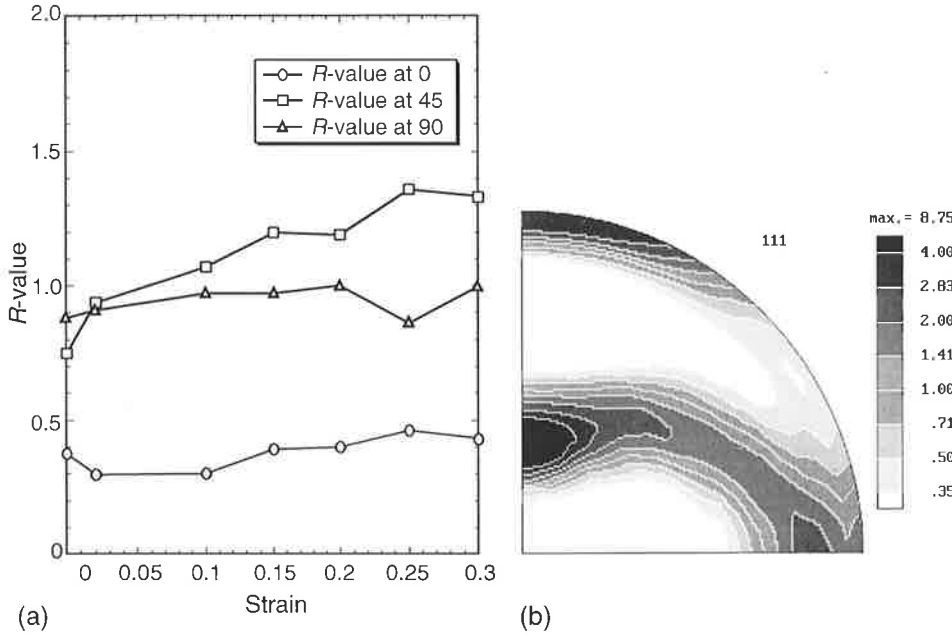 2.0
R-value at 0
R-value at 45
R-value at 90
1.5
1.0
0.5
0
R-value
0 0.05 0.1 0.15 0.2 0.25 0.3
Strain
(a)
111
max.= 8.75
4.00
2.83
2.00
1.41
1.00
.71
.50
.35
(b)